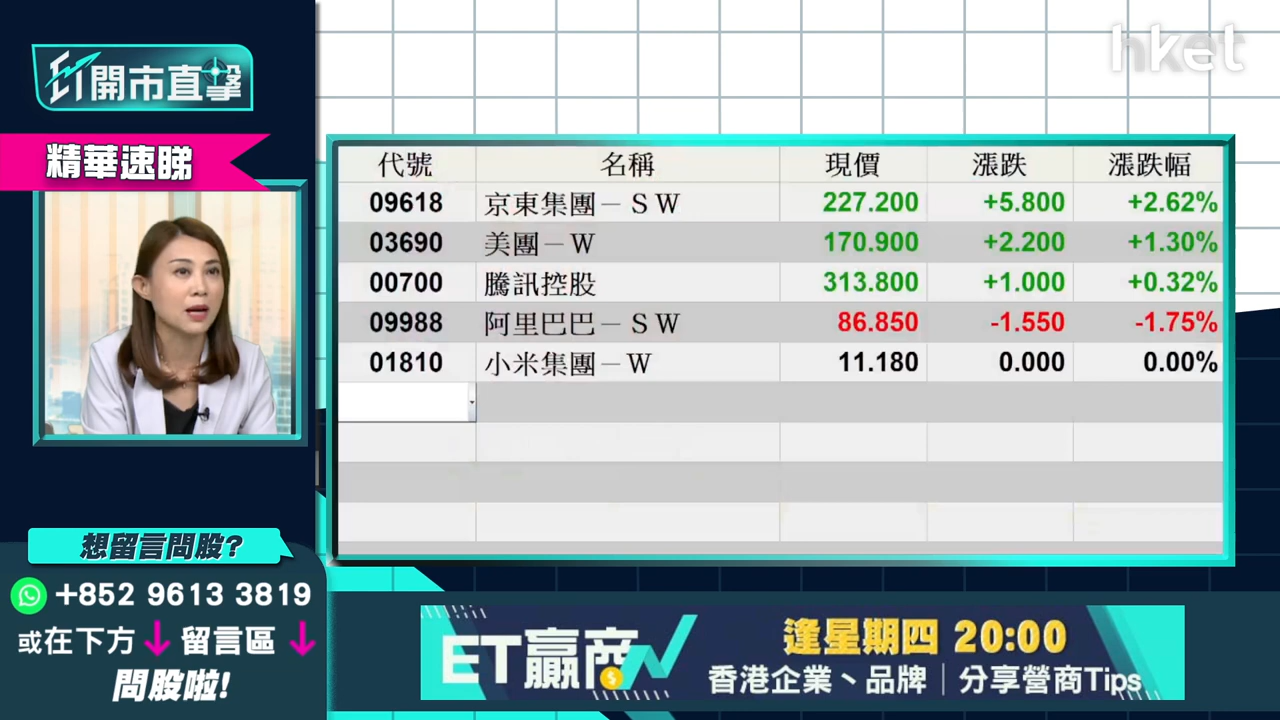 hket
ET開市直擊
精華速睇
代號 名稱 現價 漲跌 漲跌幅
09618 京東集團－ＳＷ 227.200 +5.800 +2.62%
03690 美團－W 170.900 +2.200 +1.30%
00700 騰訊控股 313.800 +1.000 +0.32%
09988 阿里巴巴－ＳＷ 86.850 -1.550 -1.75%
01810 小米集團－W 11.180 0.000 0.00%
想留言問股?
+852 9613 3819
或在下方↓留言區↓
問股啦!
ET贏商
逢星期四 20:00
香港企業、品牌｜分享營商Tips